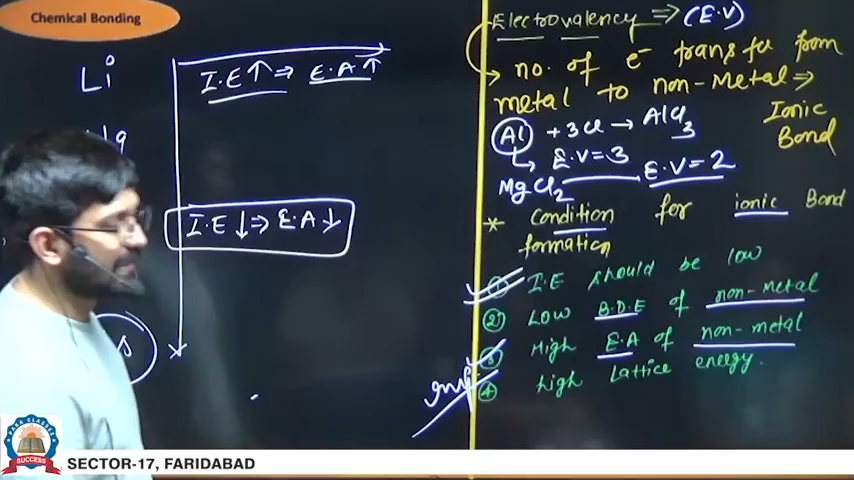 Chemical Bonding
Li
I.E↑ ⇒ E.A↑
I.E↓ ⇒ E.A↓
Electrovalency ⇒ (E.V)
→ no. of e⁻ transfer from
metal to non-Metal ⇒
Ionic
Bond
Al + 3Cl → AlCl3
→ E.V = 3
MgCl2 E.V = 2
* Condition for ionic Bond
formation
① I.E should be low
② Low B.D.E of non-metal
③ High E.A of non-metal
④ high Lattice energy.
imp
PARA CLASSES
SUCCESS
SECTOR-17, FARIDABAD